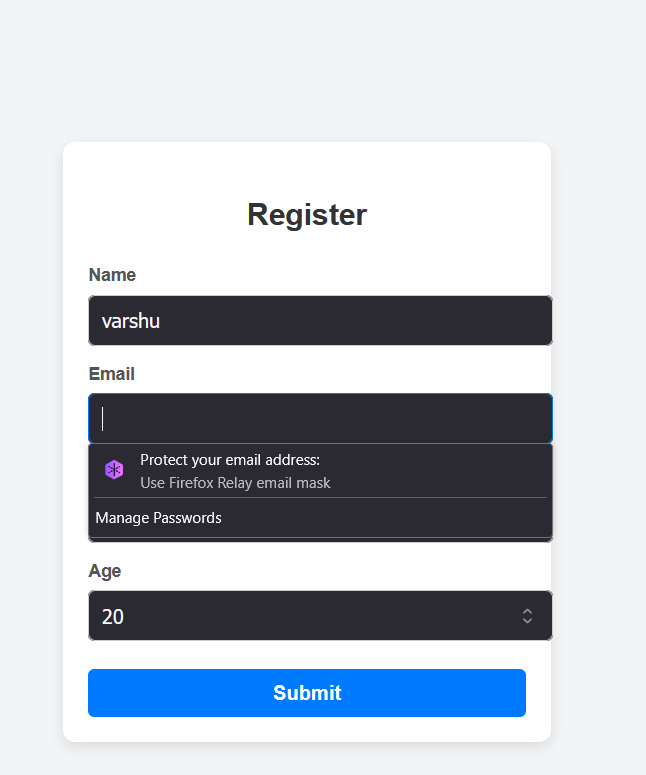 Register
Name
varshu
Email
Protect your email address:
Use Firefox Relay email mask
Manage Passwords
Age
20
Submit